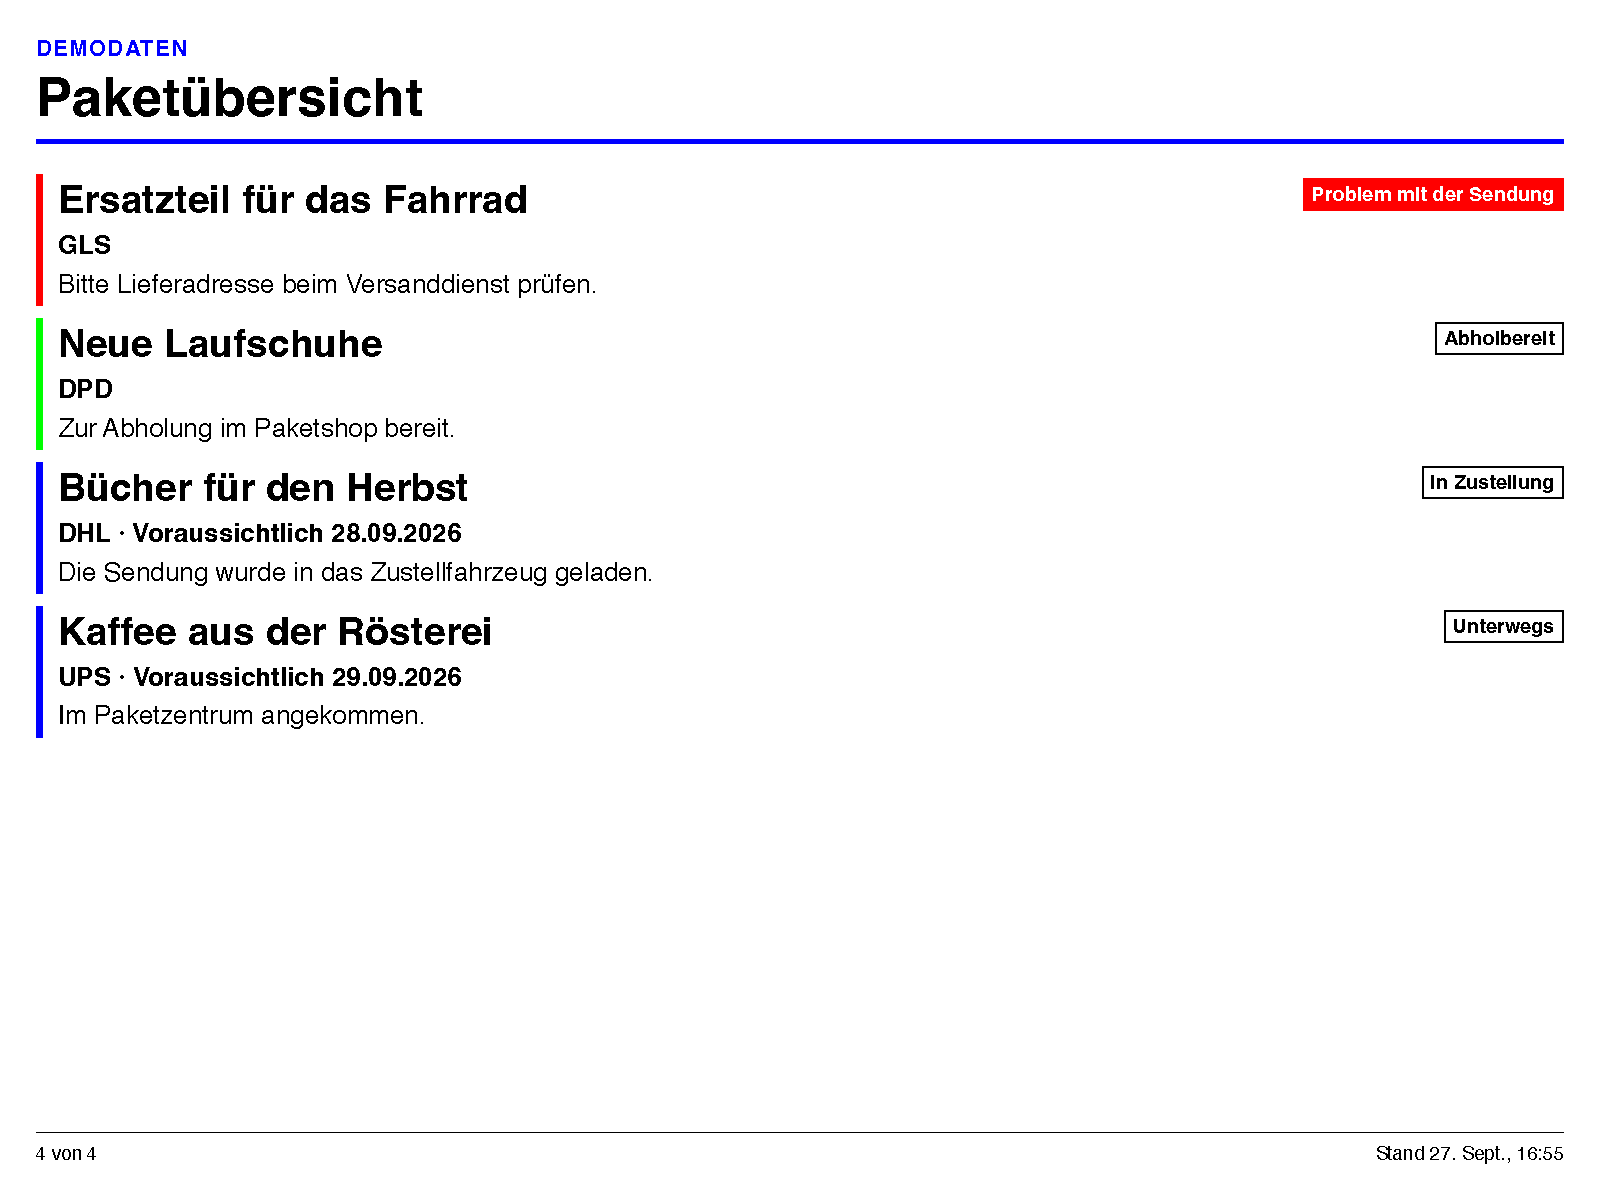 DEMODATEN
Paketübersicht
Ersatzteil für das Fahrrad
Problem mit der Sendung
GLS
Bitte Lieferadresse beim Versanddienst prüfen.
Neue Laufschuhe
Abholbereit
DPD
Zur Abholung im Paketshop bereit.
Bücher für den Herbst
In Zustellung
DHL · Voraussichtlich 28.09.2026
Die Sendung wurde in das Zustellfahrzeug geladen.
Kaffee aus der Rösterei
Unterwegs
UPS · Voraussichtlich 29.09.2026
Im Paketzentrum angekommen.
4 von 4
Stand 27. Sept., 16:55